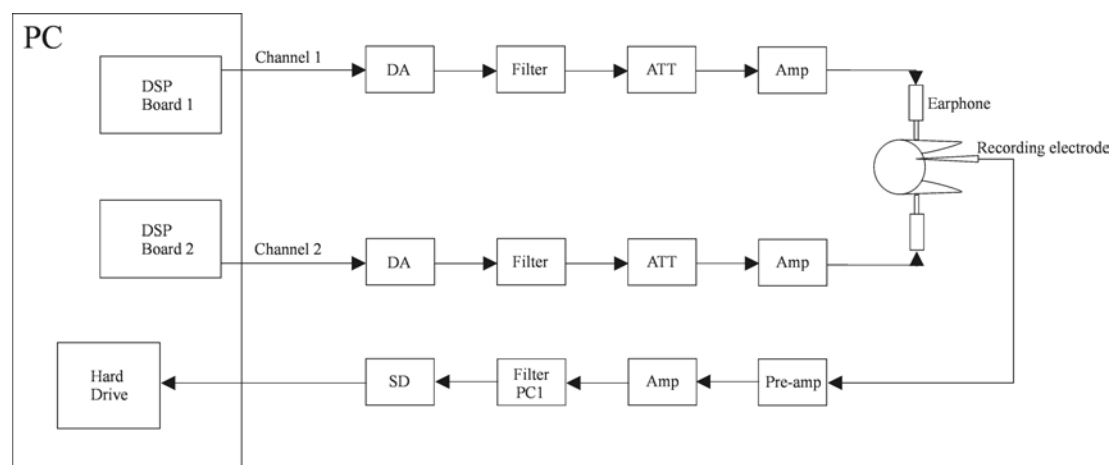 PC
DSP
Board 1
Channel 1
DA
Filter
ATT
Amp
Earphone
Recording electrode
DSP
Board 2
Channel 2
DA
Filter
ATT
Amp
Hard
Drive
SD
Filter
PC1
Amp
Pre-amp